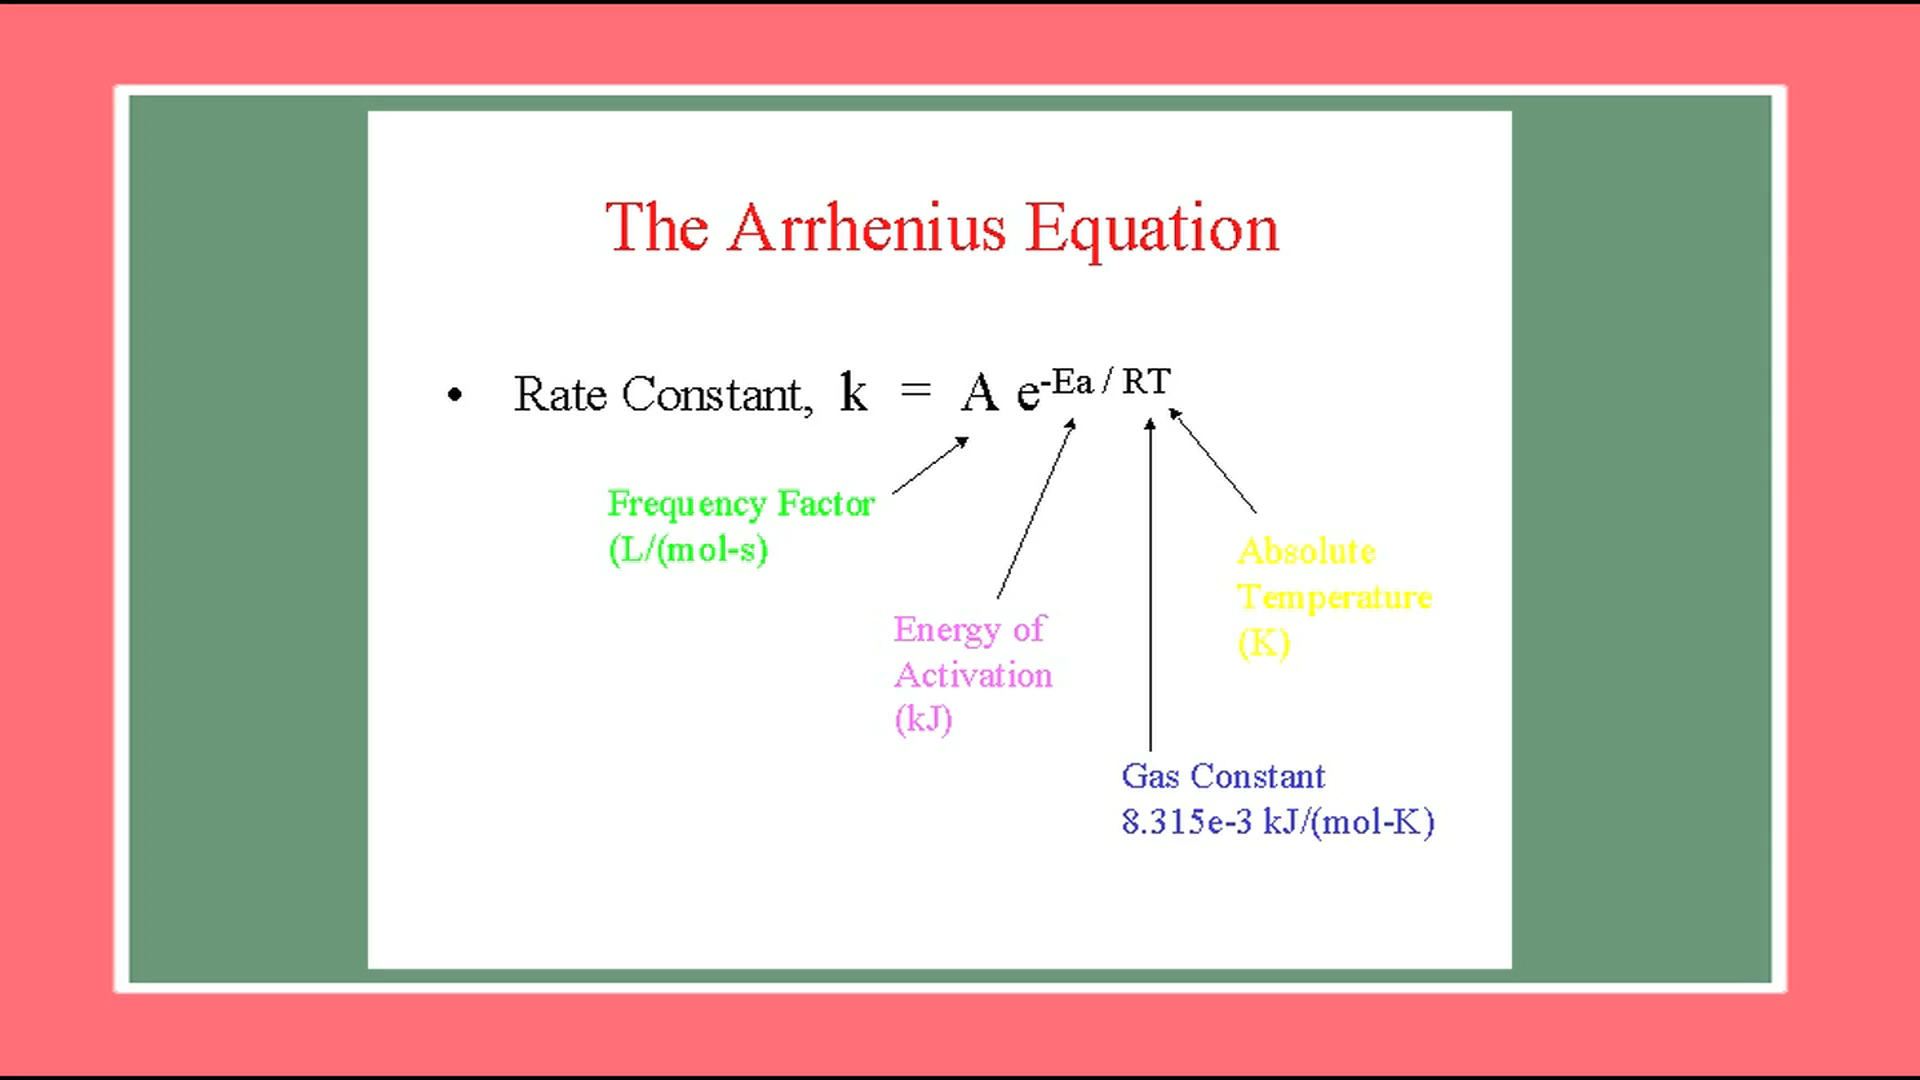 The Arrhenius Equation
• Rate Constant, k = A e^-Ea / RT
Frequency Factor
(L/(mol-s)
Absolute
Temperature
(K)
Energy of
Activation
(kJ)
Gas Constant
8.315e-3 kJ/(mol-K)